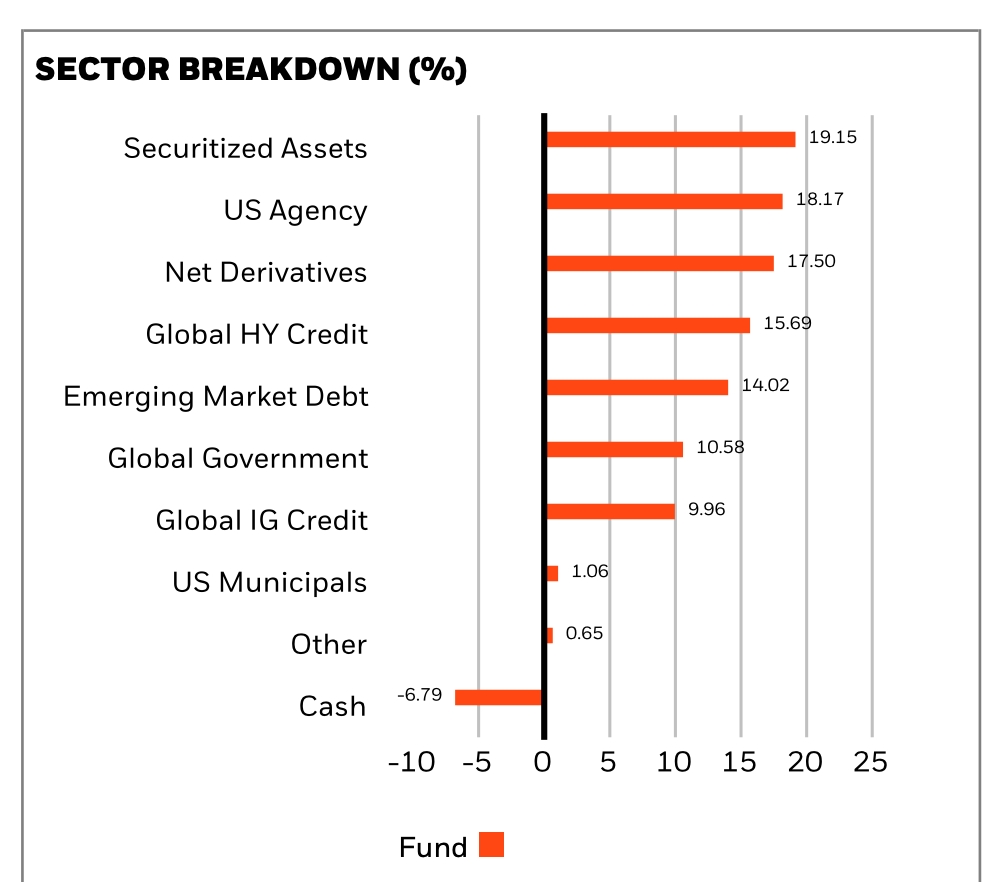 SECTOR BREAKDOWN (%)
Securitized Assets 19.15
US Agency 18.17
Net Derivatives 17.50
Global HY Credit 15.69
Emerging Market Debt 14.02
Global Government 10.58
Global IG Credit 9.96
US Municipals 1.06
Other 0.65
Cash -6.79
-10 -5 0 5 10 15 20 25
Fund